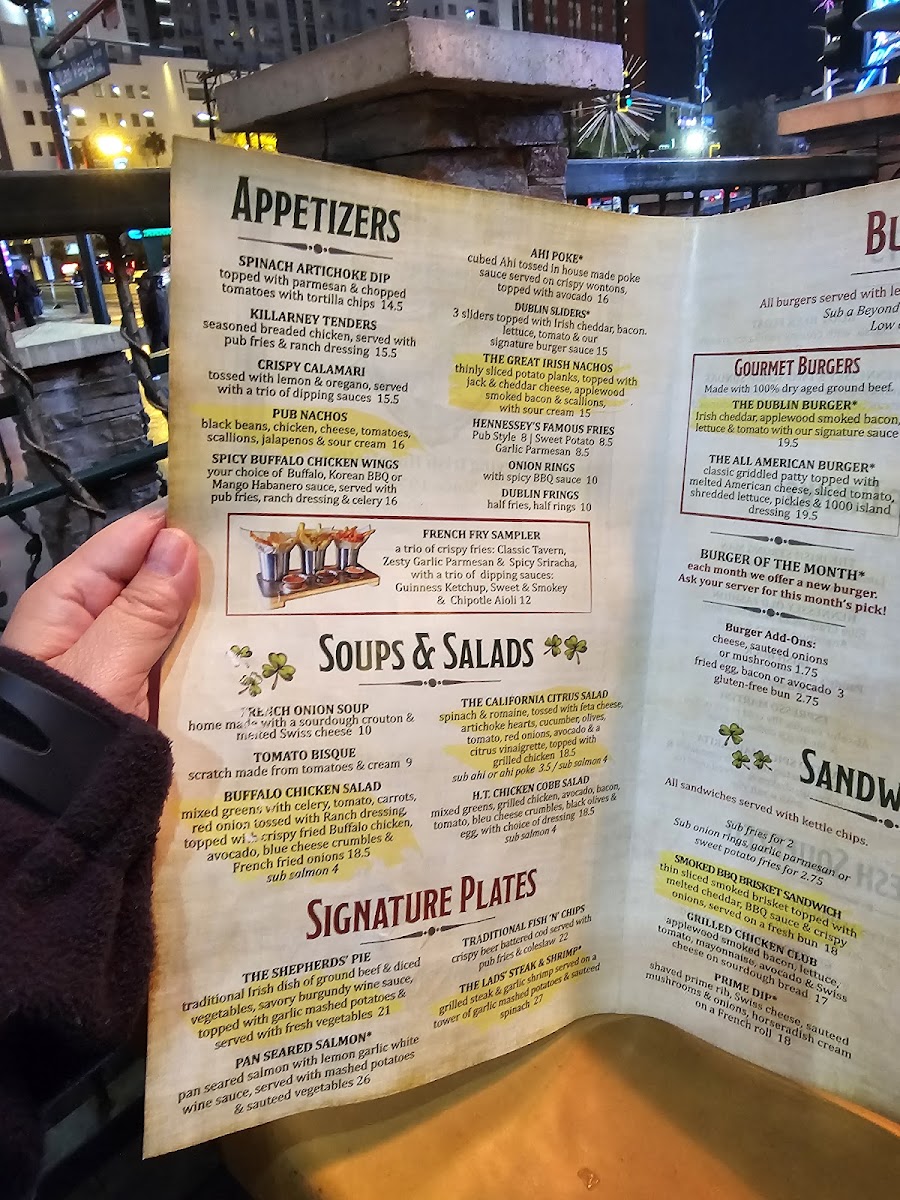 Las Vegas
APPETIZERS
SPINACH ARTICHOKE DIP
topped with parmesan & chopped
tomatoes with tortilla chips 14.5
KILLARNEY TENDERS
seasoned breaded chicken, served with
pub fries & ranch dressing 15.5
CRISPY CALAMARI
tossed with lemon & oregano, served
with a trio of dipping sauces 15.5
PUB NACHOS
black beans, chicken, cheese, tomatoes,
scallions, jalapenos & sour cream 16
SPICY BUFFALO CHICKEN WINGS
your choice of Buffalo, Korean BBQ or
Mango Habanero sauce, served with
pub fries, ranch dressing & celery 16
AHI POKE*
cubed Ahi tossed in house made poke
sauce served on crispy wontons,
topped with avocado 16
DUBLIN SLIDERS*
3 sliders topped with Irish cheddar, bacon.
lettuce, tomato & our
signature burger sauce 15
THE GREAT IRISH NACHOS
thinly sliced potato planks, topped with
jack & cheddar cheese, applewood
smoked bacon & scallions,
with sour cream 15
HENNESSEY'S FAMOUS FRIES
Pub Style 8 | Sweet Potato 8.5
Garlic Parmesan 8.5
ONION RINGS
with spicy BBQ sauce 10
DUBLIN FRINGS
half fries, half rings 10
FRENCH FRY SAMPLER
a trio of crispy fries: Classic Tavern,
Zesty Garlic Parmesan & Spicy Sriracha,
with a trio of dipping sauces:
Guinness Ketchup, Sweet & Smokey
& Chipotle Aioli 12
SOUPS & SALADS
FRENCH ONION SOUP
home made with a sourdough crouton &
melted Swiss cheese 10
TOMATO BISQUE
scratch made from tomatoes & cream 9
BUFFALO CHICKEN SALAD
mixed greens with celery, tomato, carrots,
red onion tossed with Ranch dressing,
topped with crispy fried Buffalo chicken,
avocado, blue cheese crumbles &
French fried onions 18.5
sub salmon 4
THE CALIFORNIA CITRUS SALAD
spinach & romaine, tossed with feta cheese,
artichoke hearts, cucumber, olives,
tomato, red onions, avocado & a
citrus vinaigrette, topped with
grilled chicken 18.5
sub ahi or ahi poke 3.5 / sub salmon 4
H.T. CHICKEN COBB SALAD
mixed greens, grilled chicken, avocado, bacon,
tomato, bleu cheese crumbles, black olives &
egg, with choice of dressing 18.5
sub salmon 4
SIGNATURE PLATES
THE SHEPHERDS' PIE
traditional Irish dish of ground beef & diced
vegetables, savory burgundy wine sauce,
topped with garlic mashed potatoes &
served with fresh vegetables 21
PAN SEARED SALMON*
pan seared salmon with lemon garlic white
wine sauce, served with mashed potatoes
& sauteed vegetables 26
TRADITIONAL FISH 'N' CHIPS
crispy beer battered cod served with
pub fries & coleslaw 22
THE LADS' STEAK & SHRIMP*
grilled steak & garlic shrimp served on a
tower of garlic mashed potatoes & sauteed
spinach 27
BU
All burgers served with le
Sub a Beyond
Low
GOURMET BURGERS
Made with 100% dry aged ground beef.
THE DUBLIN BURGER*
Irish cheddar, applewood smoked bacon,
lettuce & tomato with our signature sauce
19.5
THE ALL AMERICAN BURGER*
classic griddled patty topped with
melted American cheese, sliced tomato,
shredded lettuce, pickles & 1000 island
dressing 19.5
BURGER OF THE MONTH*
each month we offer a new burger.
Ask your server for this month's pick!
Burger Add-Ons:
cheese, sauteed onions
or mushrooms 1.75
fried egg, bacon or avocado 3
gluten-free bun 2.75
SANDW
All sandwiches served with kettle chips.
Sub fries for 2
Sub onion rings, garlic parmesan or
sweet potato fries for 2.75
SMOKED BBQ BRISKET SANDWICH
thin sliced smoked brisket topped with
melted cheddar, BBQ sauce & crispy
onions, served on a fresh bun 18
GRILLED CHICKEN CLUB
applewood smoked bacon, lettuce,
tomato, mayonnaise, avocado & Swiss
cheese on sourdough bread 17
PRIME DIP*
shaved prime rib, Swiss cheese, sauteed
mushrooms & onions, horseradish cream
on a French roll 18